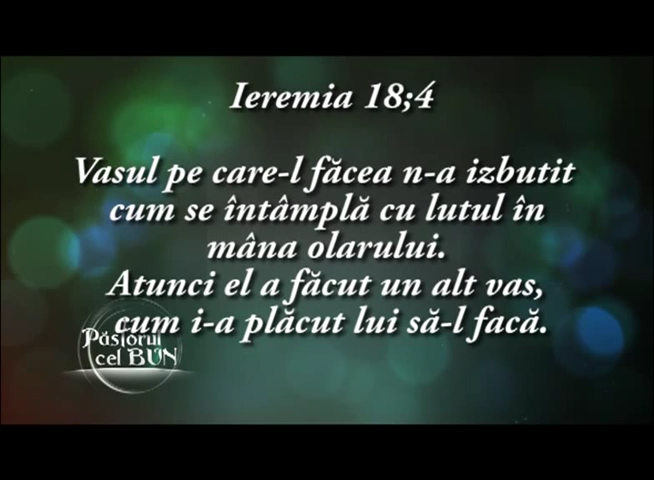 Ieremia 18;4
Vasul pe care-l făcea n-a izbutit
cum se întâmplă cu lutul în
mâna olarului.
Atunci el a făcut un alt vas,
cum i-a plăcut lui să-l facă.
Păstorul
cel BUN